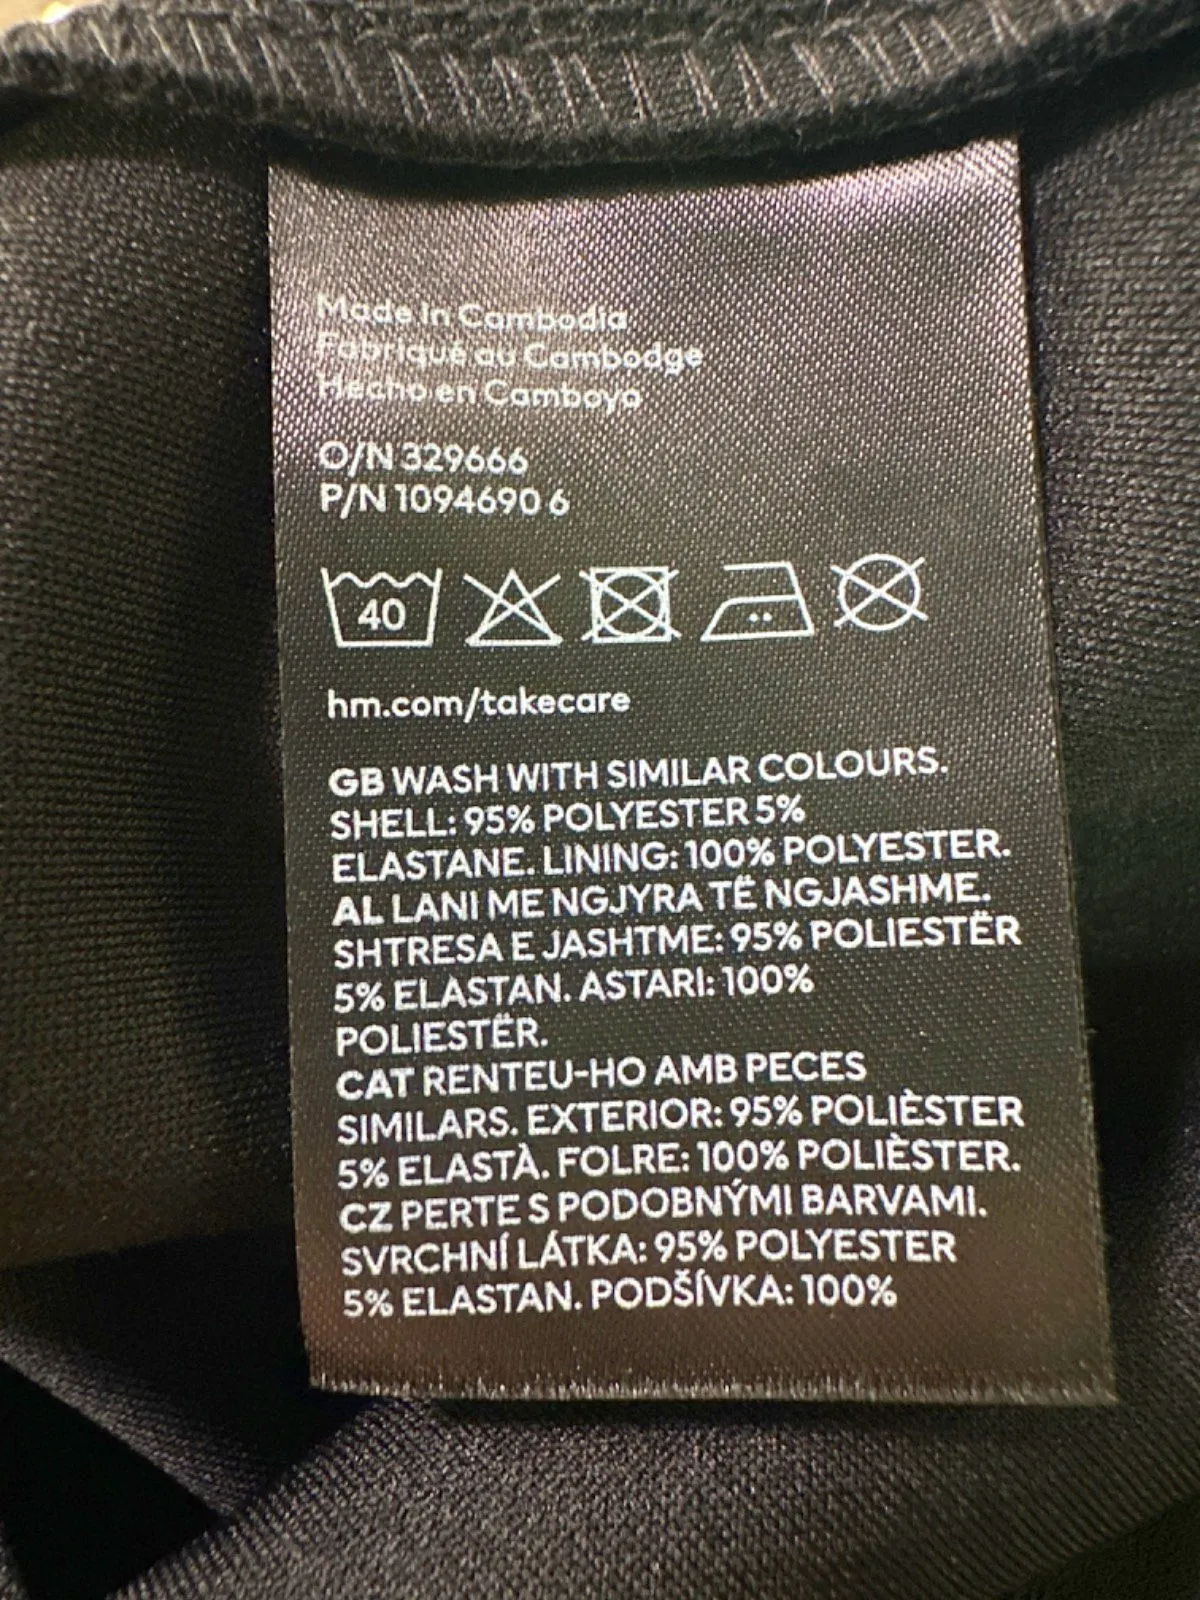 Made in Cambodia
Fabriqué au Cambodge
Hecho en Camboya
O/N 329666
P/N 1094690 6
40
hm.com/takecare
GB WASH WITH SIMILAR COLOURS.
SHELL: 95% POLYESTER 5%
ELASTANE. LINING: 100% POLYESTER.
AL LANI ME NGJYRA TË NGJASHME.
SHTRESA E JASHTME: 95% POLIESTËR
5% ELASTAN. ASTARI: 100%
POLIESTËR.
CAT RENTEU-HO AMB PECES
SIMILARS. EXTERIOR: 95% POLIÈSTER
5% ELASTÀ. FOLRE: 100% POLIÈSTER.
CZ PERTE S PODOBNÝMI BARVAMI.
SVRCHNÍ LÁTKA: 95% POLYESTER
5% ELASTAN. PODŠÍVKA: 100%